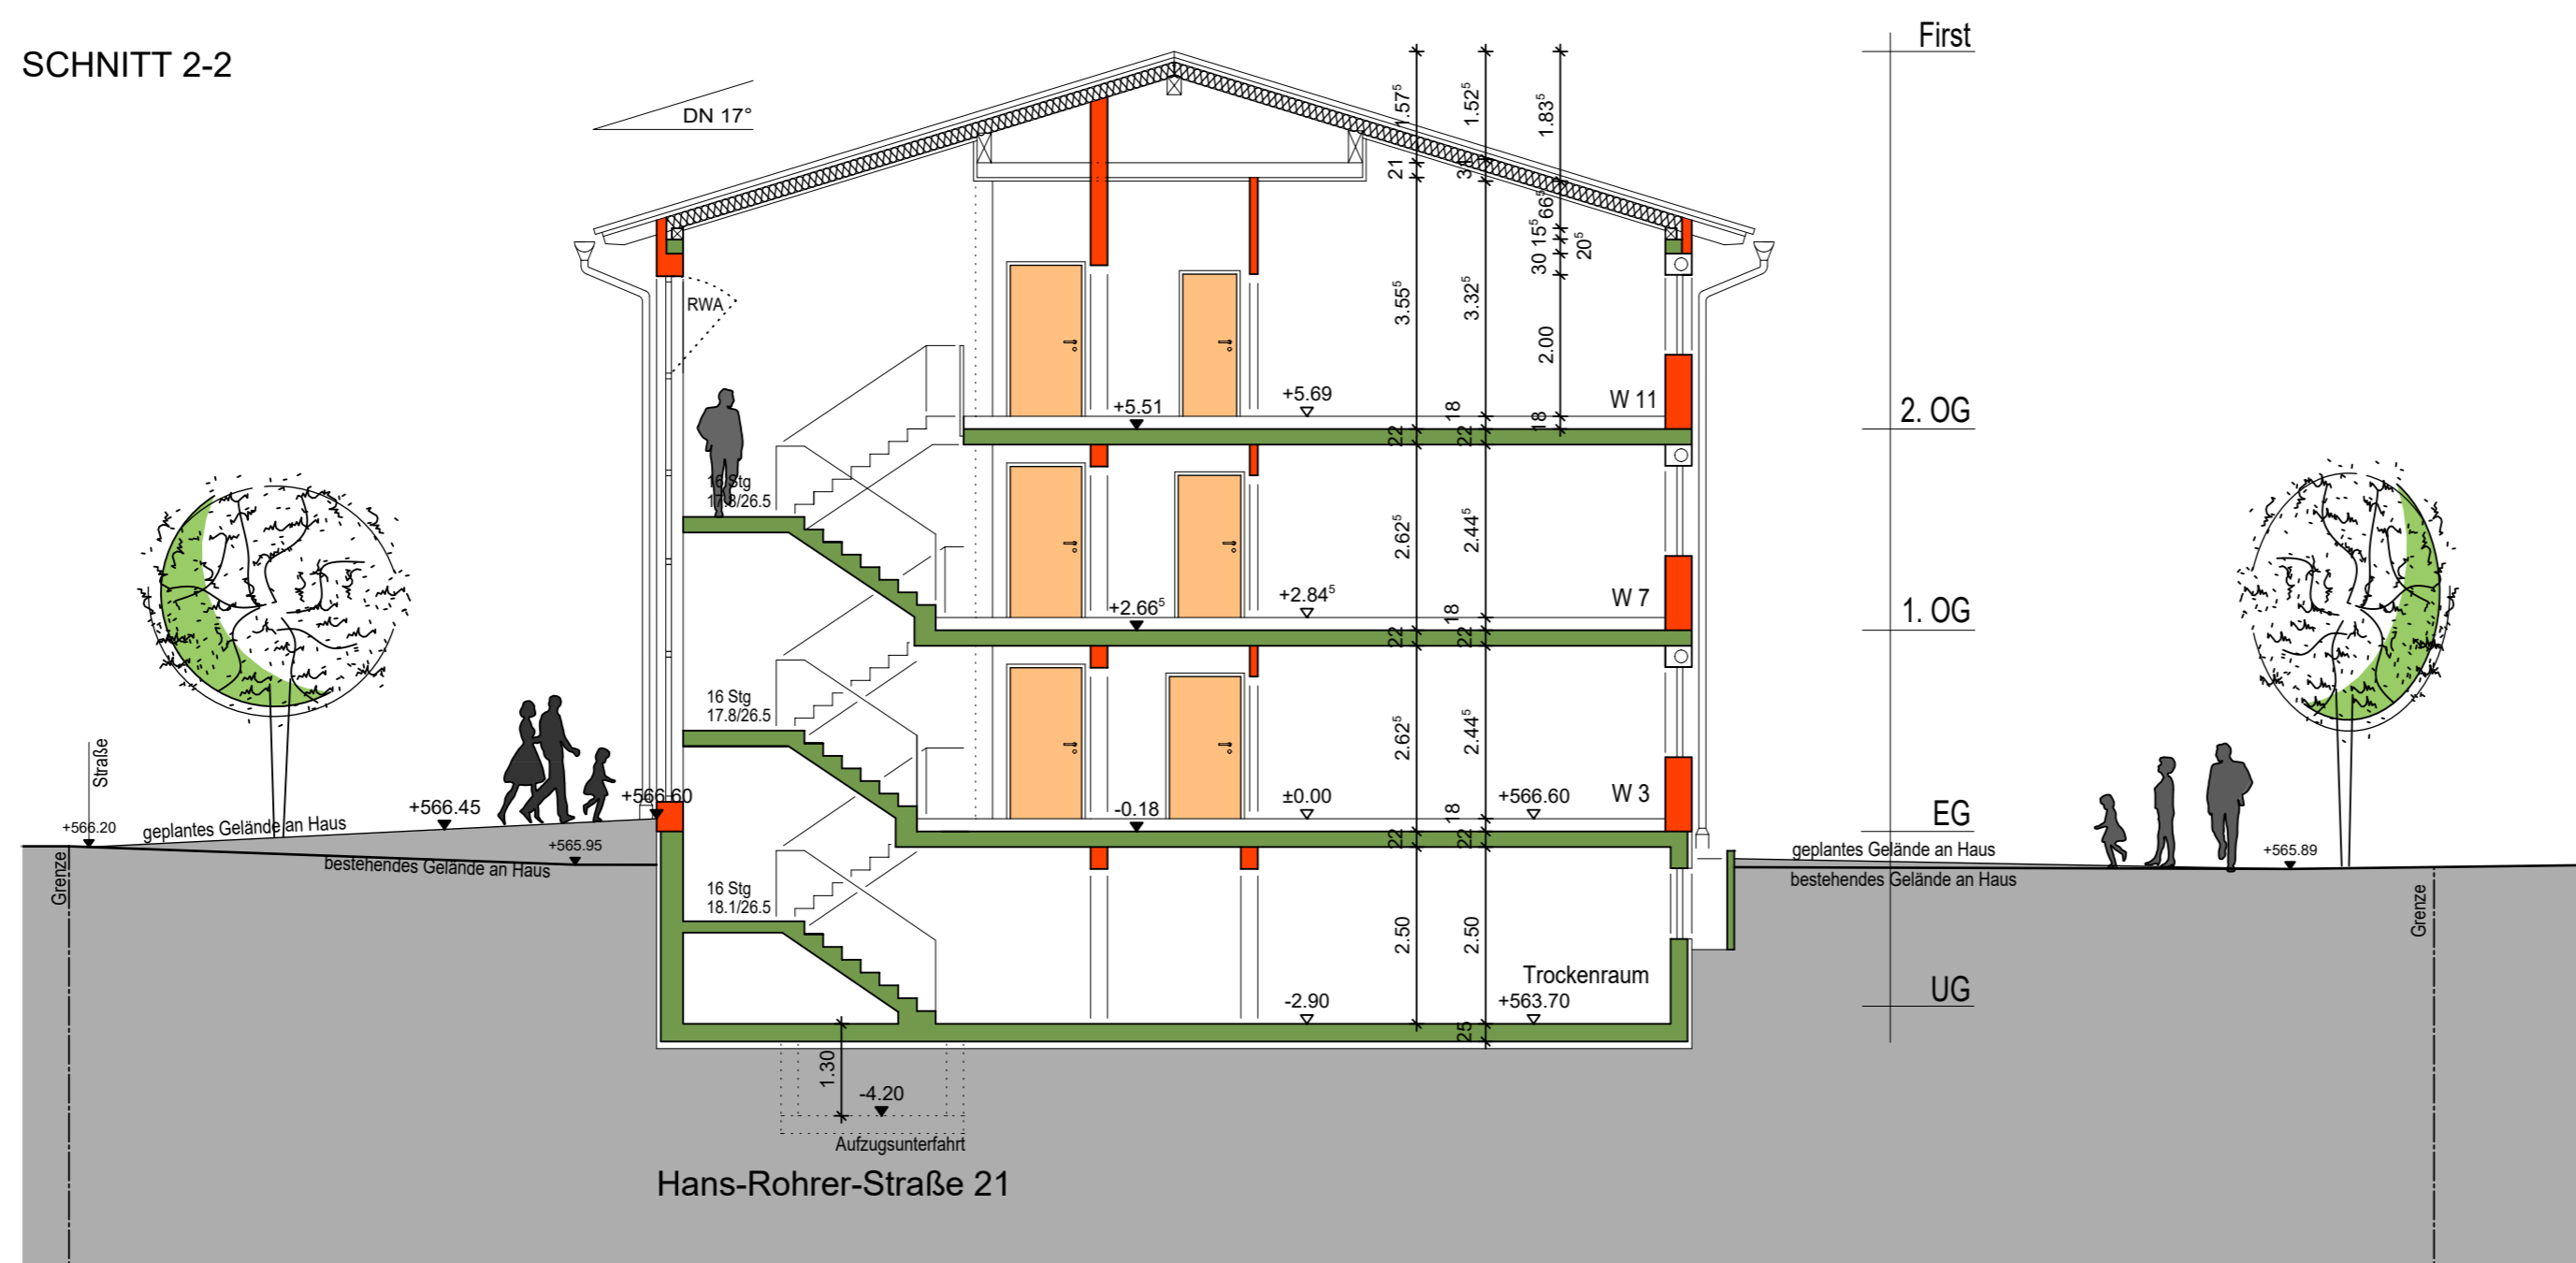 SCHNITT 2-2
First
DN 17°
1.57⁵
1.52⁵
1.83⁵
21
66⁵
15⁵
20⁵
30
RWA
3.55⁵
3.32⁵
2.00
+5.51
+5.69
18
18
W 11
2. OG
22
22
16 Stg
17.8/26.5
2.62⁵
2.44⁵
+2.66⁵
+2.84⁵
18
W 7
1. OG
22
22
16 Stg
17.8/26.5
2.62⁵
2.44⁵
Straße
+566.20
geplantes Gelände an Haus
+566.45
+566.60
-0.18
±0.00
18
+566.60
W 3
EG
22
22
+565.95
bestehendes Gelände an Haus
Grenze
geplantes Gelände an Haus
+565.89
bestehendes Gelände an Haus
Grenze
16 Stg
18.1/26.5
2.50
2.50
Trockenraum
-2.90
+563.70
UG
25
1.30
-4.20
Aufzugsunterfahrt
Hans-Rohrer-Straße 21